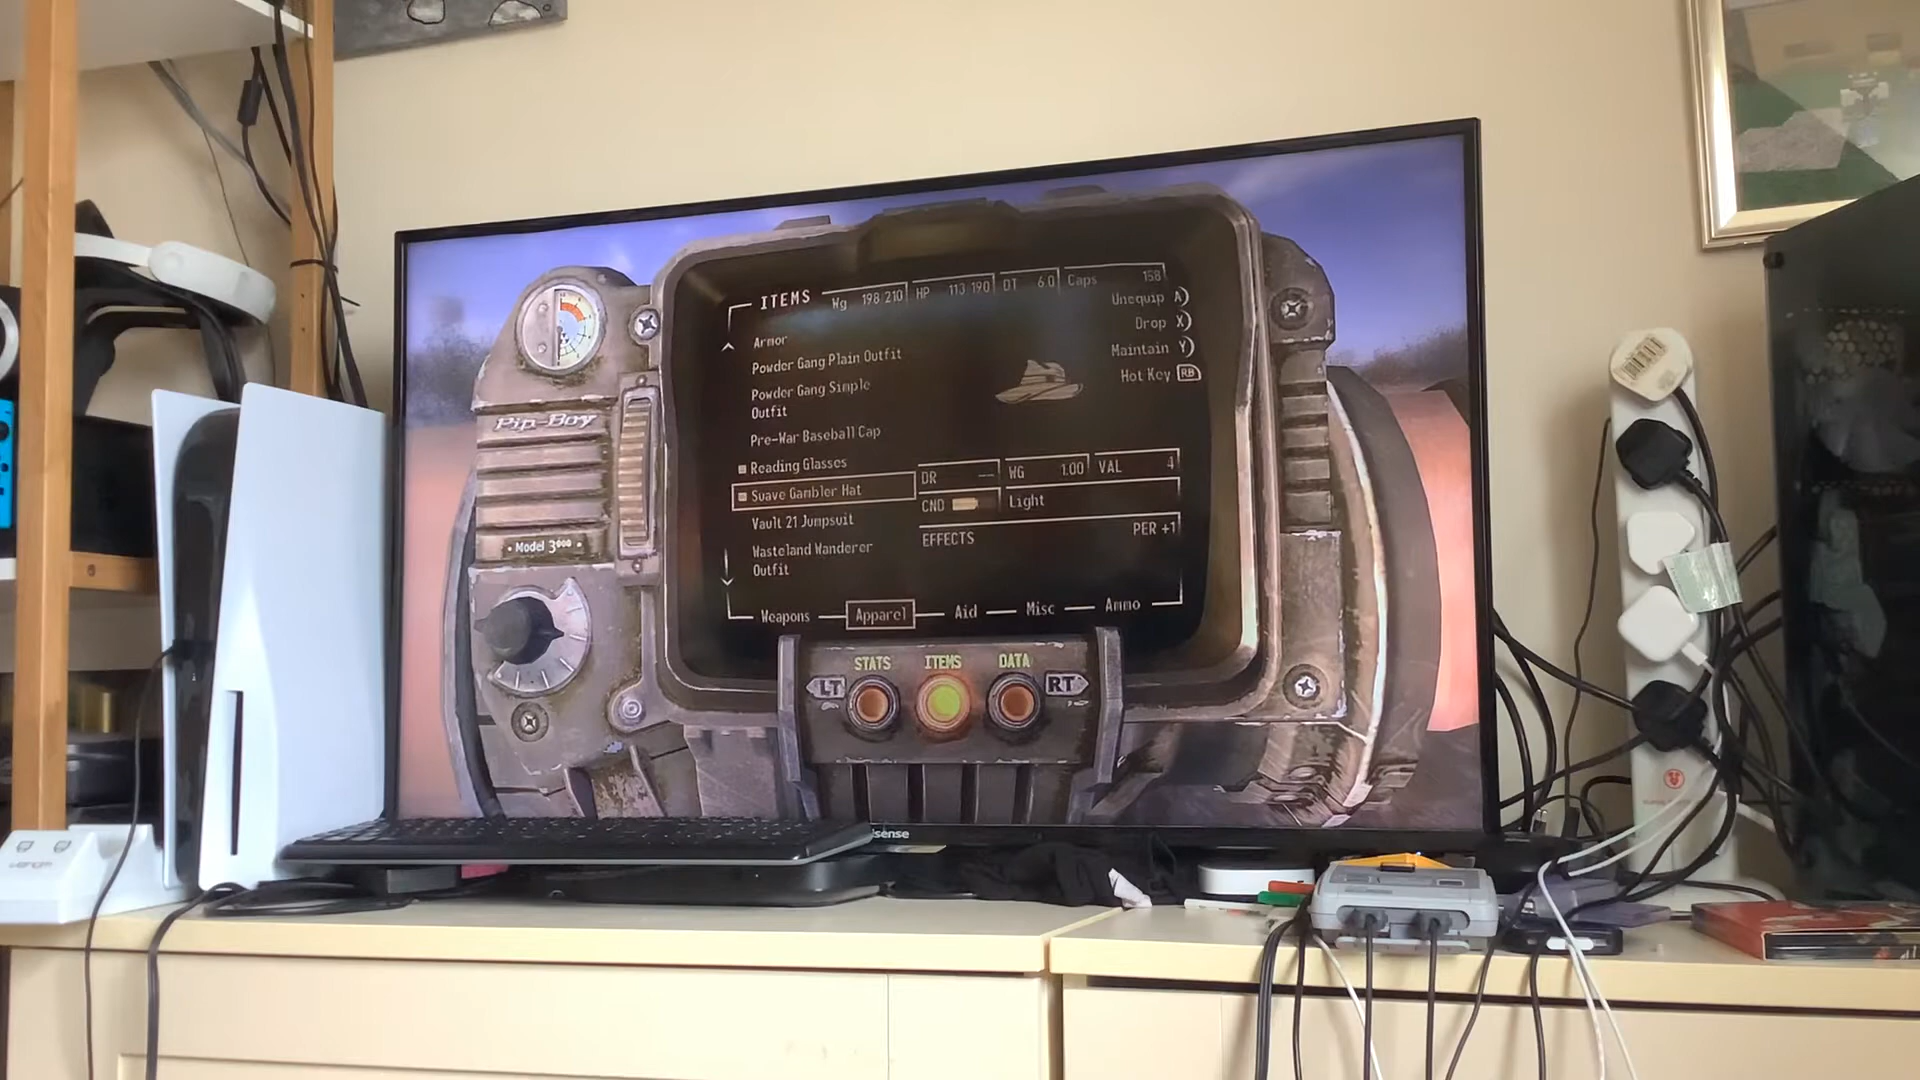 ITEMS Wg 198/210 HP 113/190 DT 6.0 Caps 158
Unequip A)
Drop X)
Maintain Y)
Hot Key RB
Armor
Powder Gang Plain Outfit
Powder Gang Simple
Outfit
Pre-War Baseball Cap
Reading Glasses
Suave Gambler Hat
Vault 21 Jumpsuit
Wasteland Wanderer
Outfit
DR -- WG 1.00 VAL 4
CND Light
EFFECTS PER +1
Weapons Apparel Aid Misc Ammo
Pip-Boy
• Model 3000 •
STATS ITEMS DATA
LT RT
Hisense